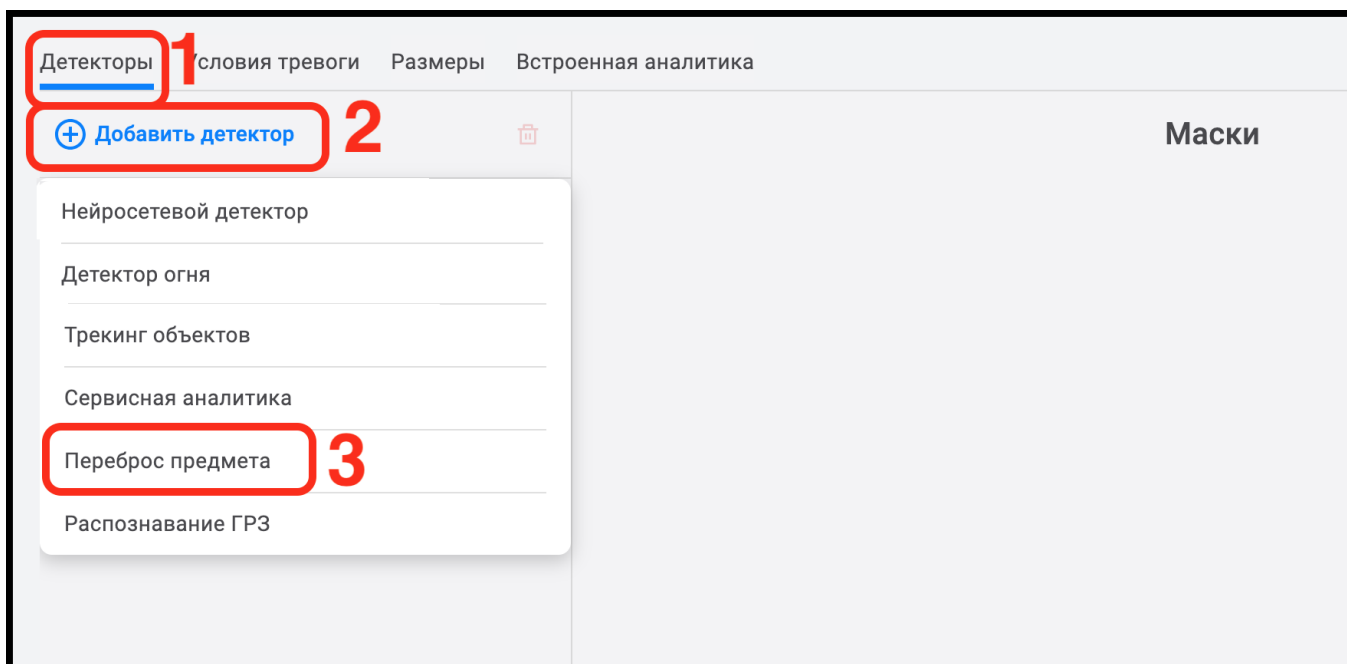 Детекторы 1 Условия тревоги Размеры Встроенная аналитика
Добавить детектор 2
Маски
Нейросетевой детектор
Детектор огня
Трекинг объектов
Сервисная аналитика
Переброс предмета 3
Распознавание ГРЗ